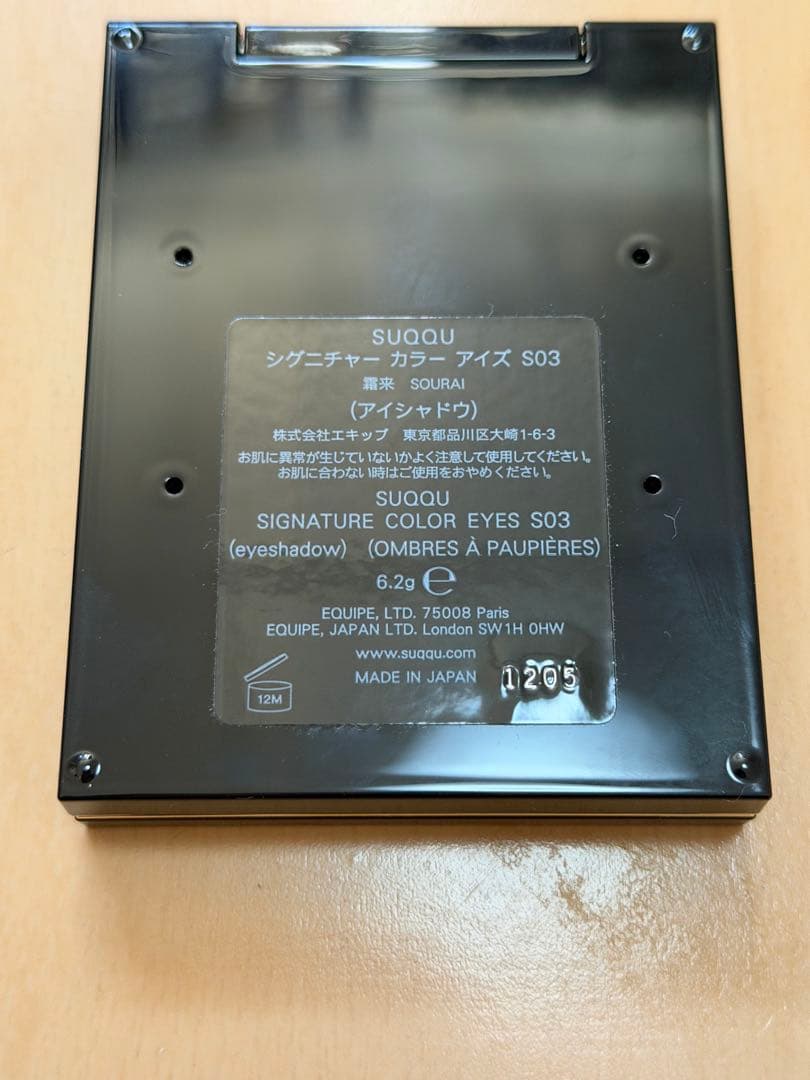 SUQQU
シグニチャー カラー アイズ S03
霜来 SOURAI
(アイシャドウ)
株式会社エキップ 東京都品川区大崎1-6-3
お肌に異常が生じていないかよく注意して使用してください。
お肌に合わない時はご使用をおやめください。
SUQQU
SIGNATURE COLOR EYES S03
(eyeshadow) (OMBRES À PAUPIÈRES)
6.2g ℮
EQUIPE, LTD. 75008 Paris
EQUIPE, JAPAN LTD. London SW1H 0HW
www.suqqu.com
MADE IN JAPAN 1205
12M